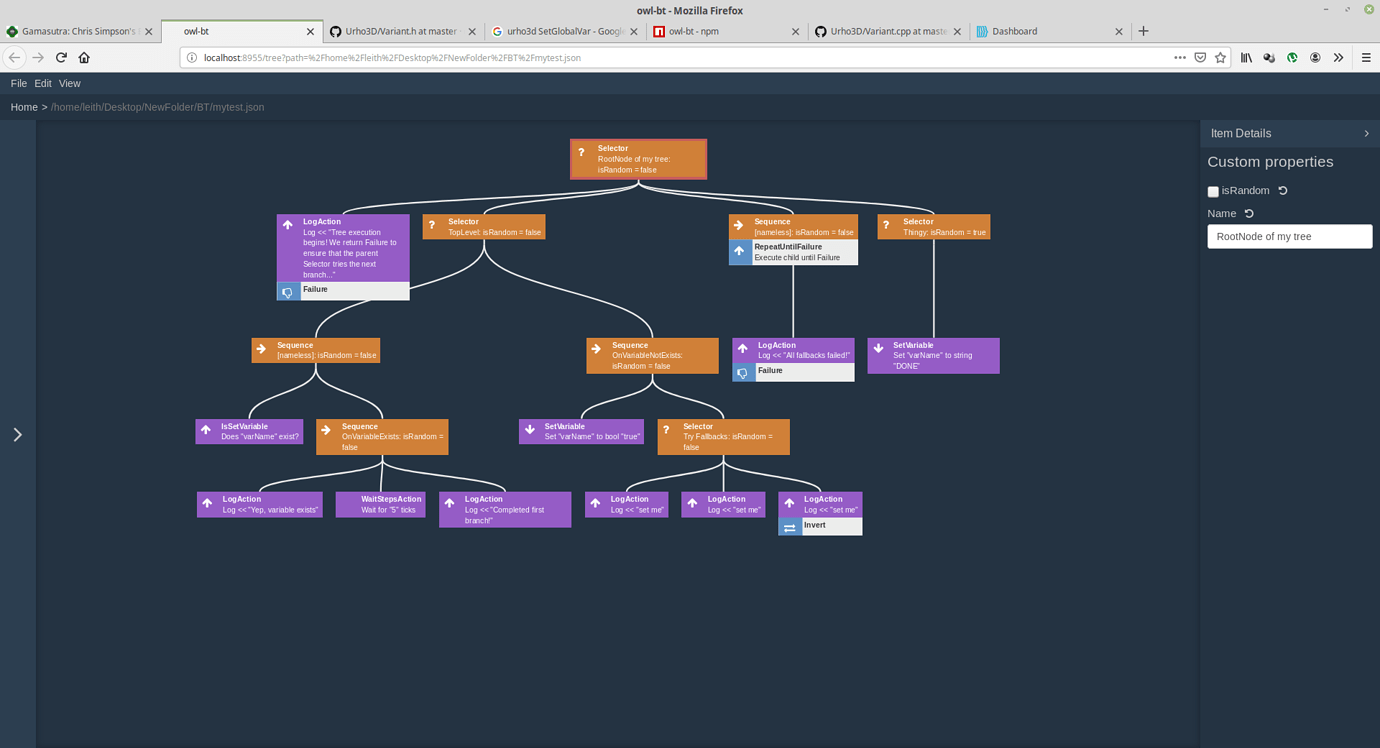 owl-bt - Mozilla Firefox
Gamasutra: Chris Simpson's
owl-bt
Urho3D/Variant.h at master
urho3d SetGlobalVar - Google
owl-bt - npm
Urho3D/Variant.cpp at maste
Dashboard
localhost:8955/tree?path=%2Fhome%2Fleith%2FDesktop%2FNewFolder%2FBT%2Fmytest.json
File Edit View
Home > /home/leith/Desktop/NewFolder/BT/mytest.json
Item Details
Custom properties
isRandom
Name
RootNode of my tree
? Selector
RootNode of my tree:
isRandom = false
LogAction
Log << "Tree execution
begins! We return Failure to
ensure that the parent
Selector tries the next
branch..."
Failure
? Selector
TopLevel: isRandom = false
Sequence
[nameless]: isRandom = false
RepeatUntilFailure
Execute child until Failure
? Selector
Thingy: isRandom = true
Sequence
[nameless]: isRandom = false
Sequence
OnVariableNotExists:
isRandom = false
LogAction
Log << "All fallbacks failed!"
Failure
SetVariable
Set "varName" to string
"DONE"
IsSetVariable
Does "varName" exist?
Sequence
OnVariableExists: isRandom =
false
SetVariable
Set "varName" to bool "true"
? Selector
Try Fallbacks: isRandom =
false
LogAction
Log << "Yep, variable exists"
WaitStepsAction
Wait for "5" ticks
LogAction
Log << "Completed first
branch!"
LogAction
Log << "set me"
LogAction
Log << "set me"
LogAction
Log << "set me"
Invert